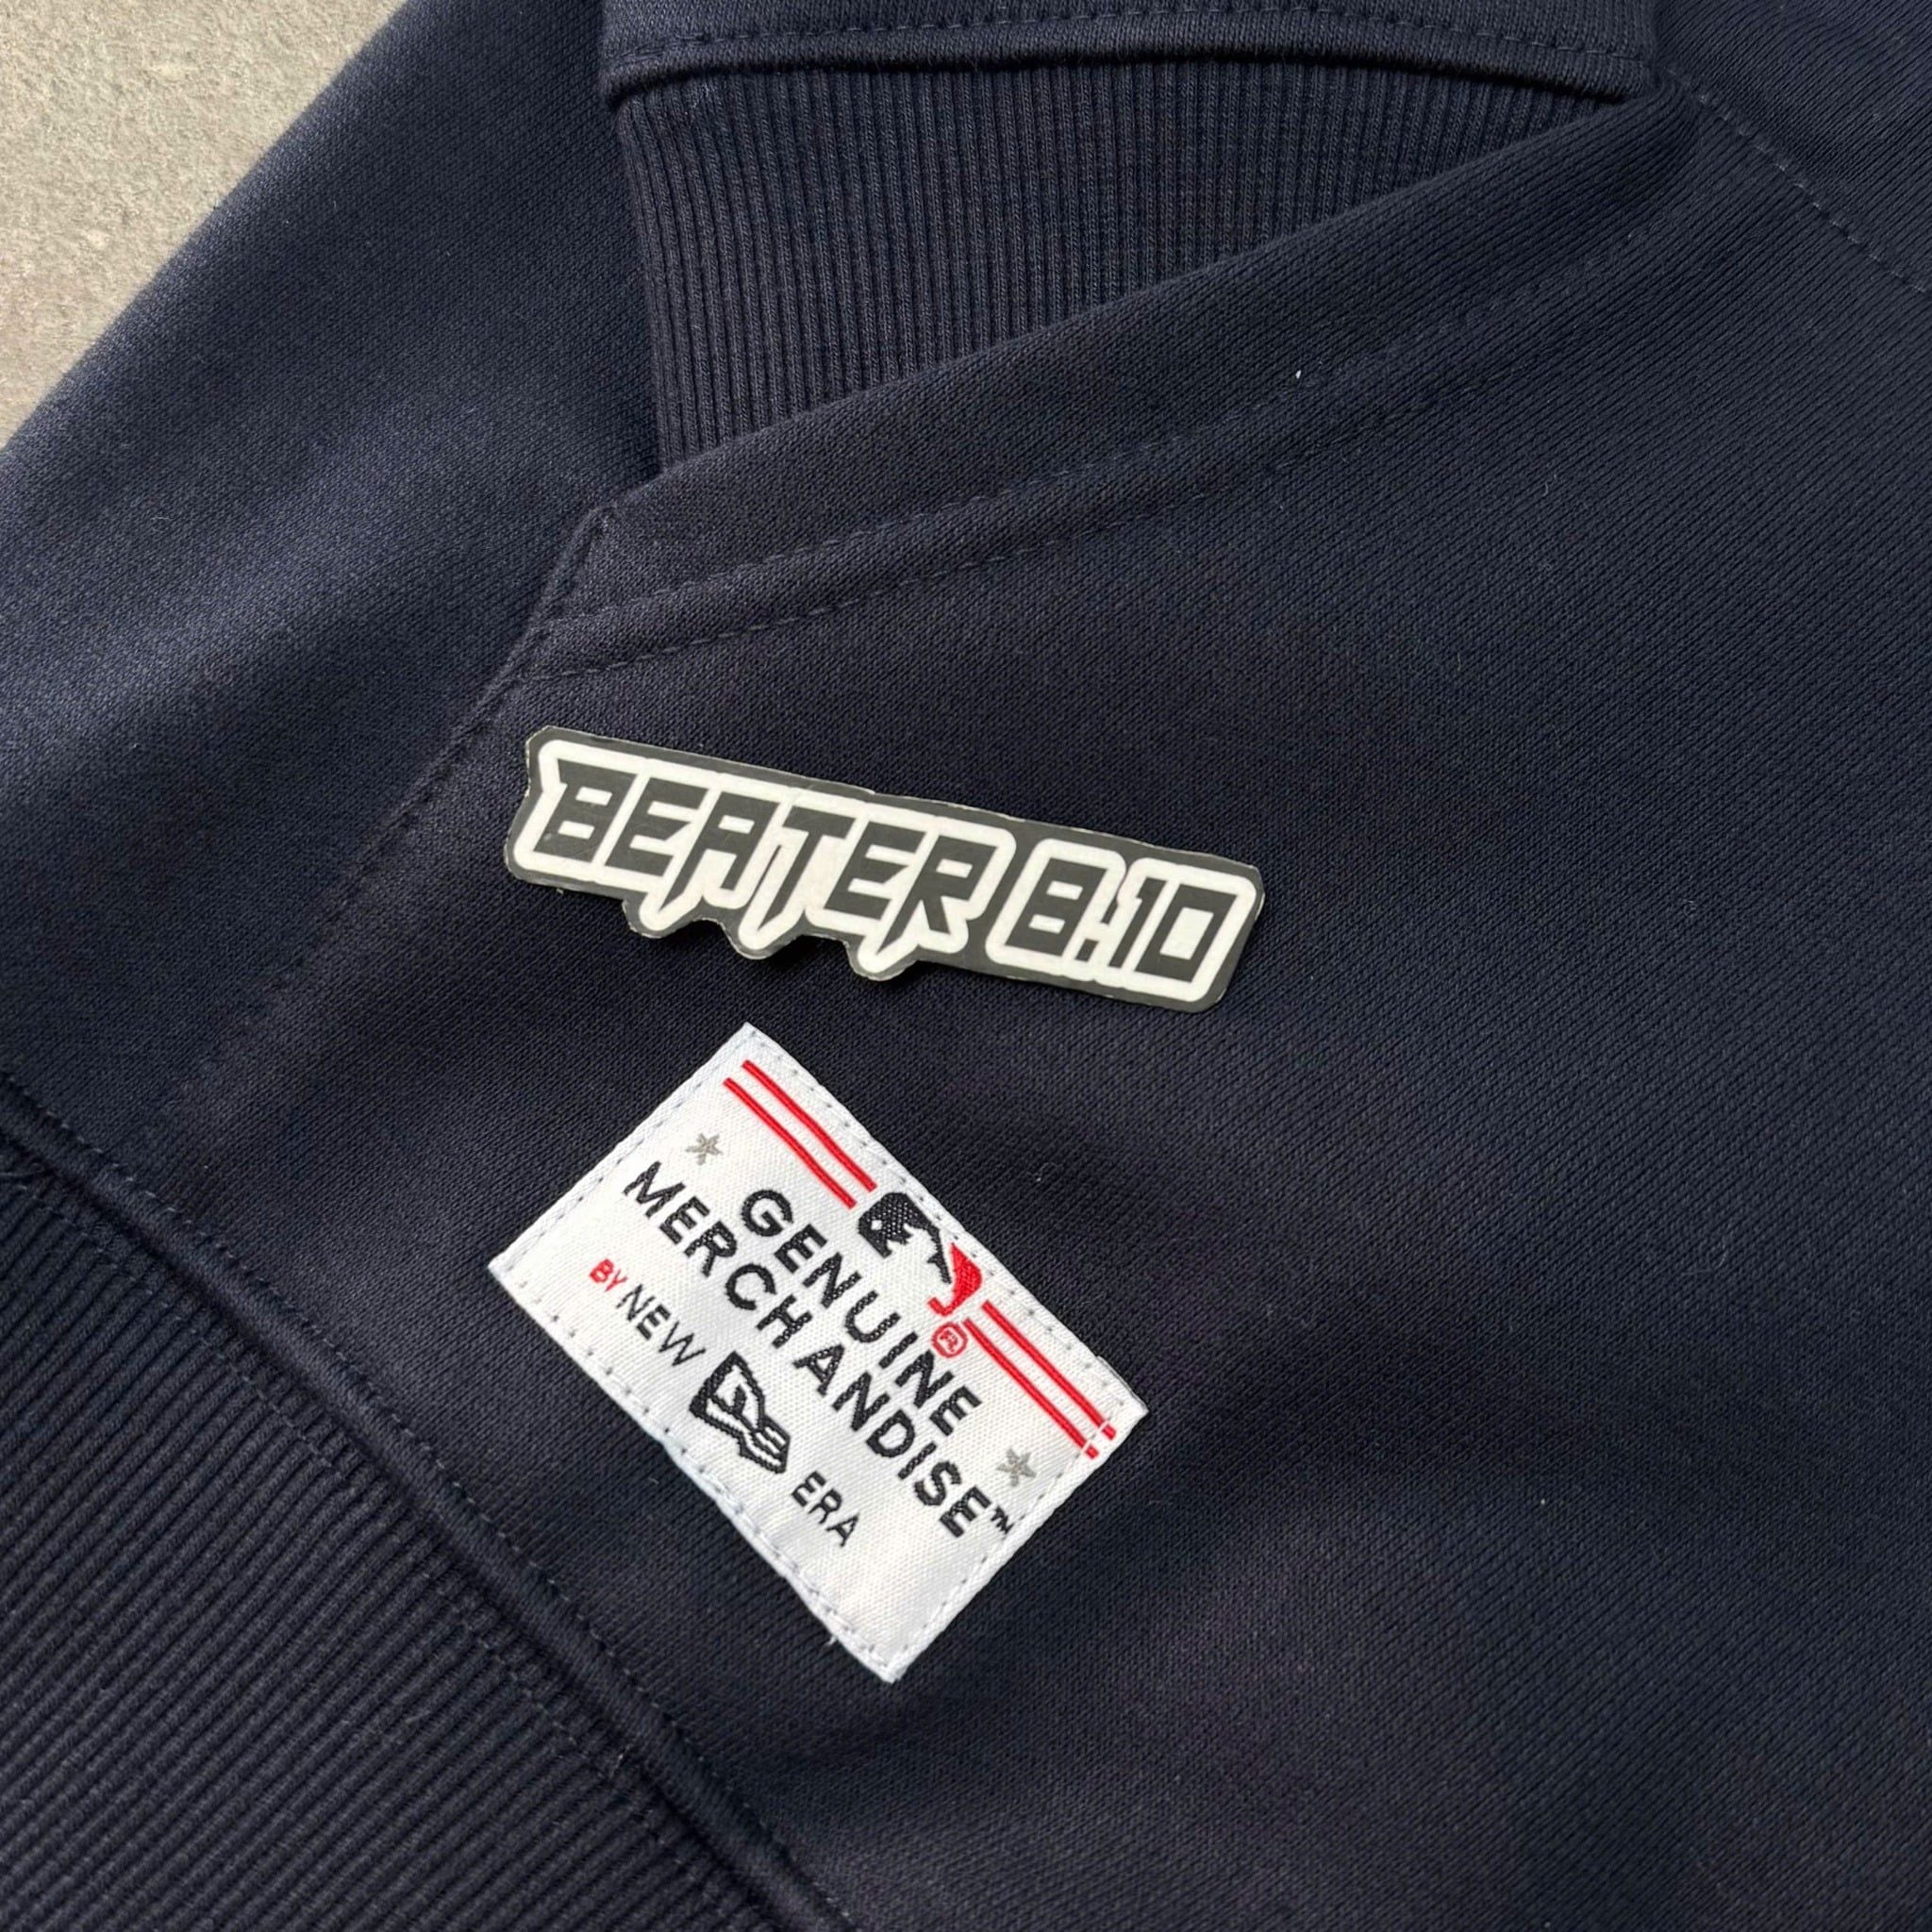 BEATER 8.10
GENUINE
MERCHANDISE™
BY NEW ERA
®